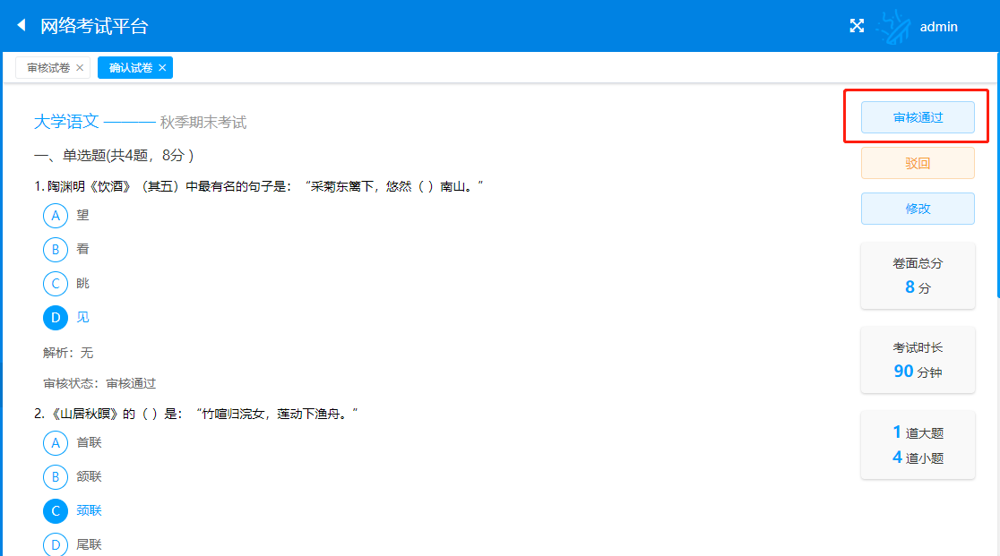 网络考试平台
admin
审核试卷 ×
确认试卷 ×
大学语文 ———— 秋季期末考试
审核通过
驳回
修改
卷面总分
8 分
考试时长
90 分钟
1 道大题
4 道小题
一、单选题(共4题，8分 )
1. 陶渊明《饮酒》（其五）中最有名的句子是：“采菊东篱下，悠然（ ）南山。”
A 望
B 看
C 眺
D 见
解析：无
审核状态：审核通过
2. 《山居秋暝》的（ ）是：“竹喧归浣女，莲动下渔舟。”
A 首联
B 颔联
C 颈联
D 尾联